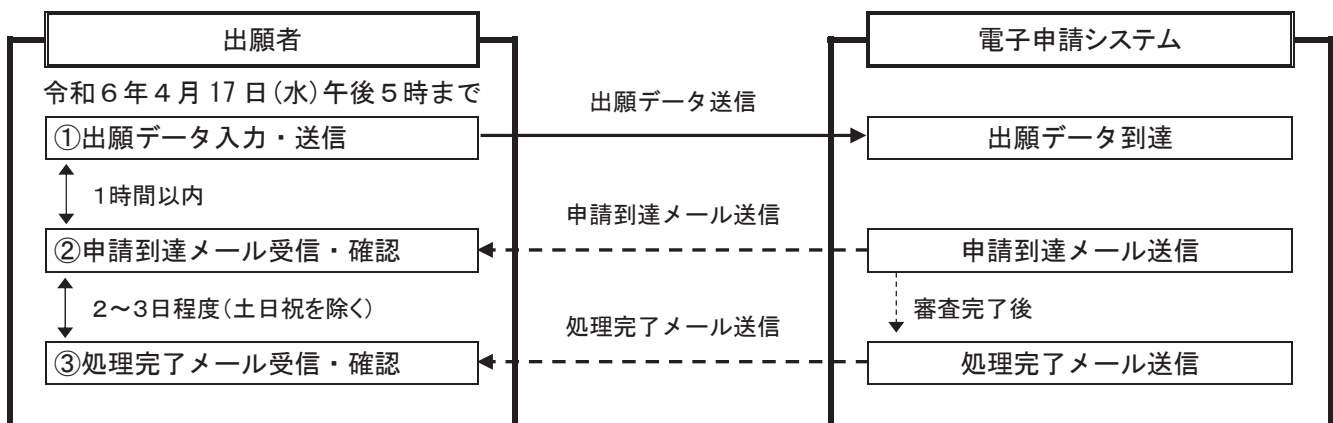 出願者
電子申請システム
令和６年４月 17 日（水）午後５時まで
出願データ送信
①出願データ入力・送信
出願データ到達
１時間以内
申請到達メール送信
②申請到達メール受信・確認
申請到達メール送信
２～３日程度（土日祝を除く）
審査完了後
処理完了メール送信
③処理完了メール受信・確認
処理完了メール送信